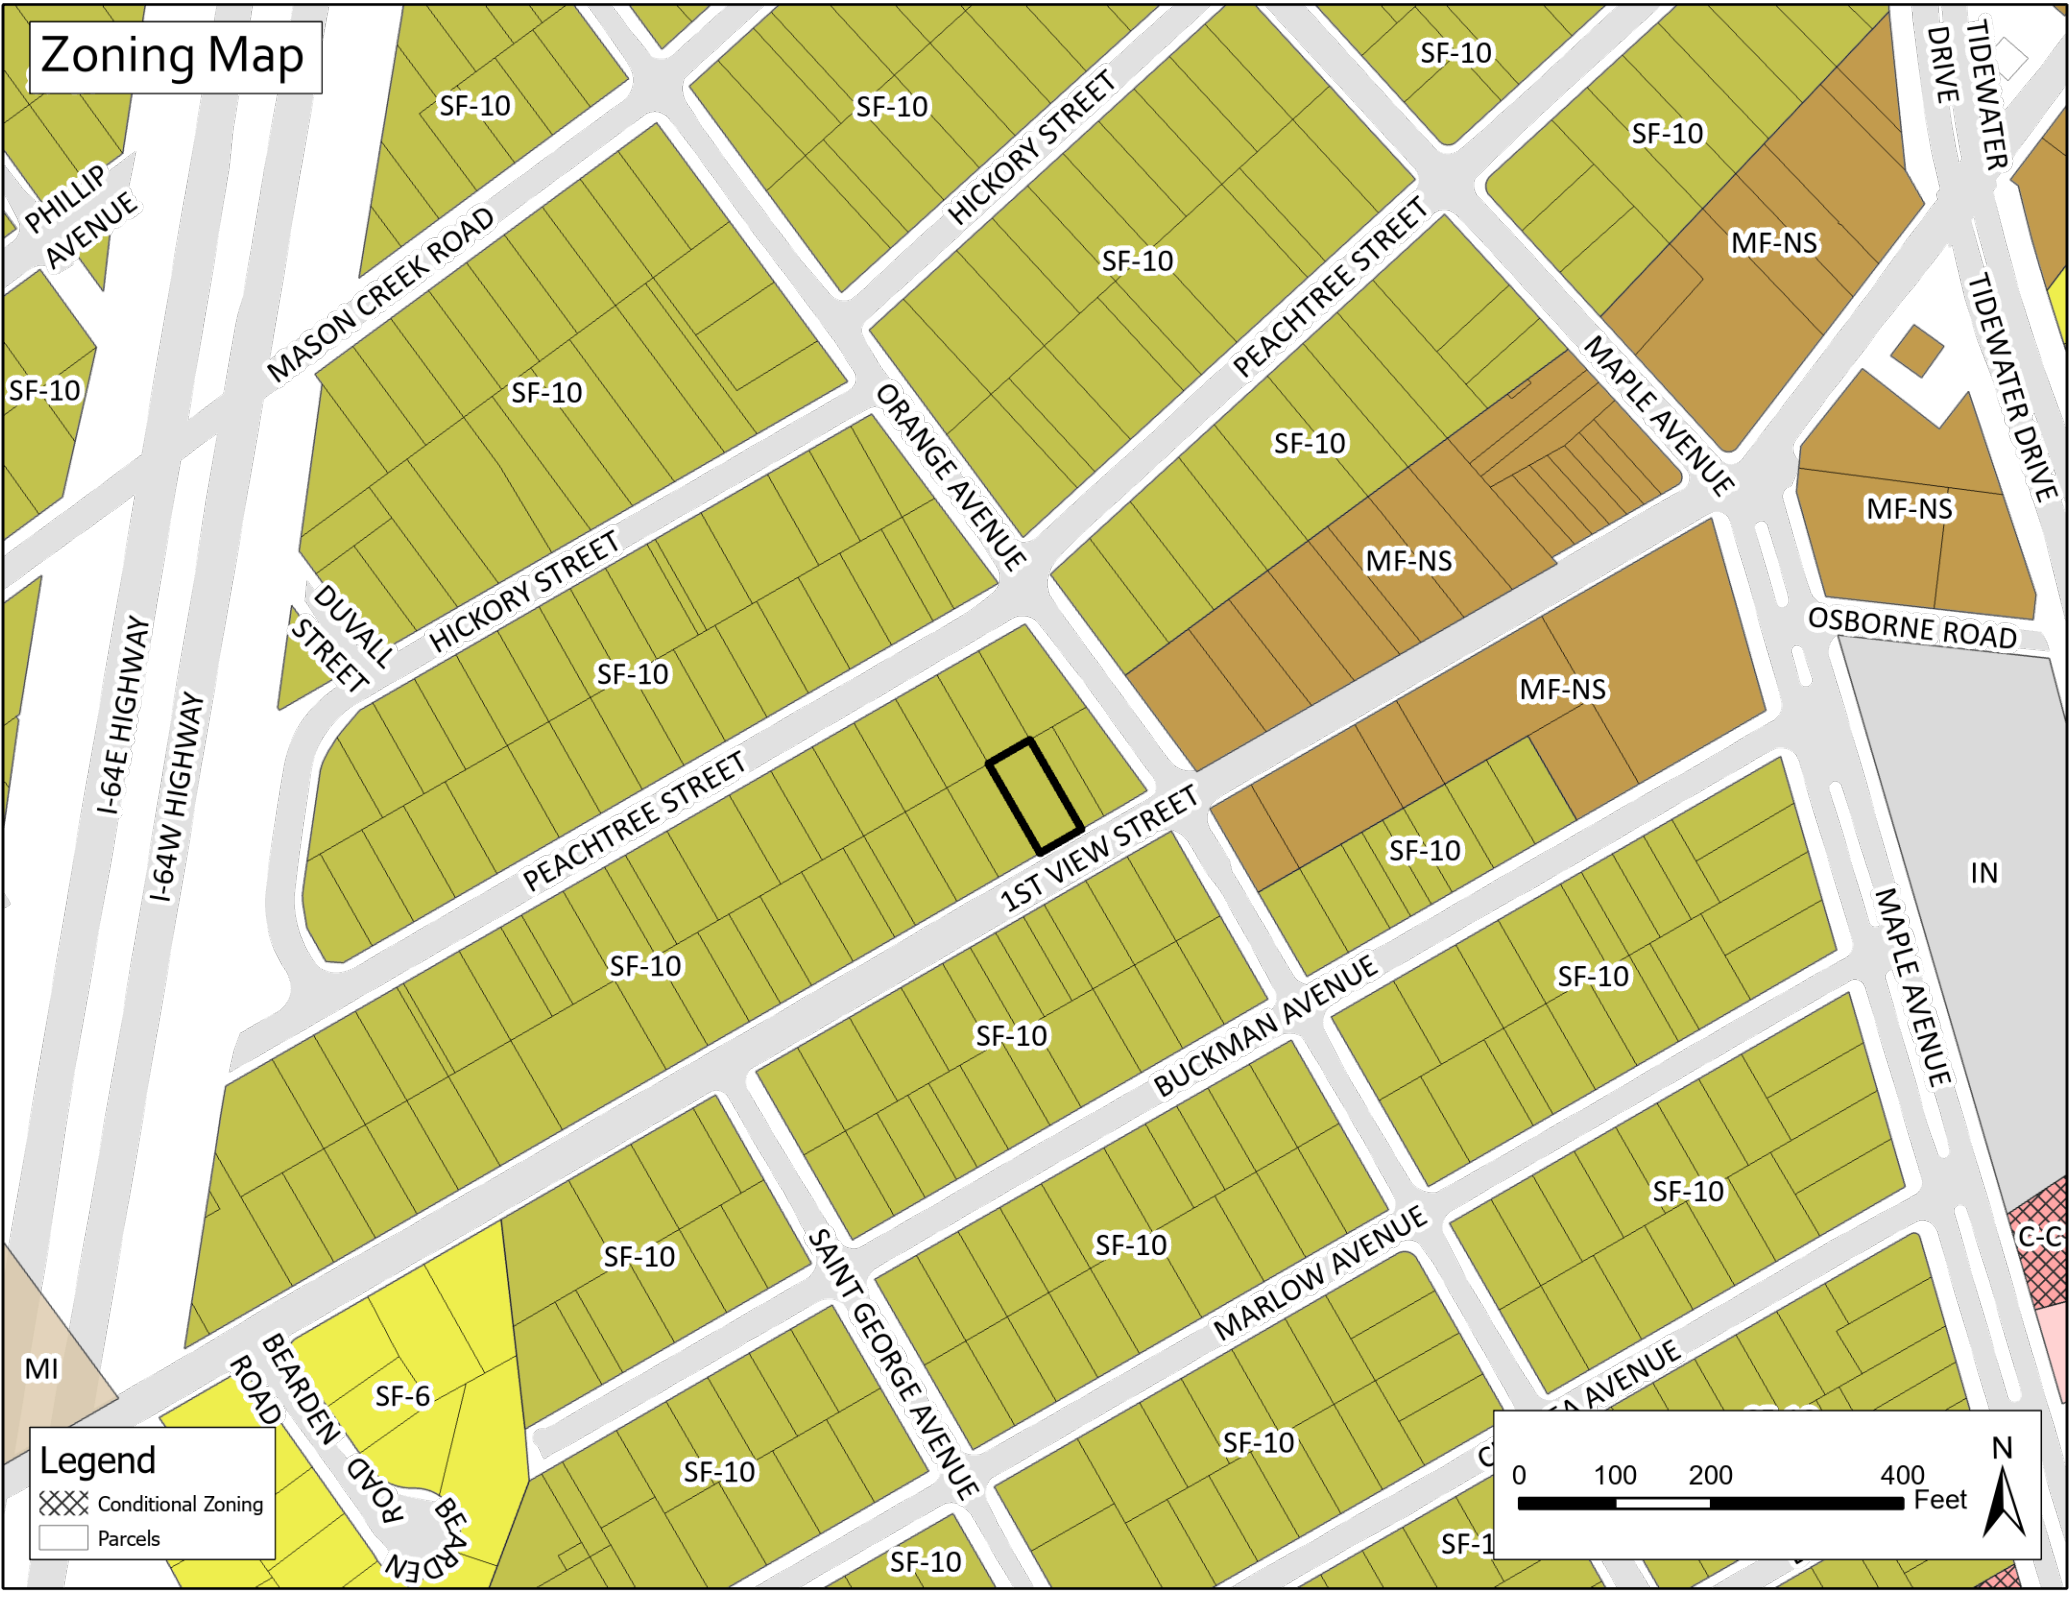 Zoning Map
TIDEWATER
DRIVE
SF-10
SF-10
SF-10
SF-10
HICKORY STREET
PHILLIP
AVENUE
MASON CREEK ROAD
PEACHTREE STREET
MF-NS
SF-10
TIDEWATER DRIVE
SF-10
SF-10
ORANGE AVENUE
MAPLE AVENUE
SF-10
MF-NS
HICKORY STREET
MF-NS
DUVALL
STREET
OSBORNE ROAD
SF-10
MF-NS
I-64E HIGHWAY
I-64W HIGHWAY
PEACHTREE STREET
1ST VIEW STREET
SF-10
IN
SF-10
SF-10
MAPLE AVENUE
SF-10
BUCKMAN AVENUE
SF-10
SF-10
SF-10
C-C
SAINT GEORGE AVENUE
MARLOW AVENUE
MI
BEARDEN
ROAD
SF-6
AVENUE
SF-10
SF-10
BEARDEN
ROAD
SF-10
SF-1
Legend
Conditional Zoning
Parcels
0 100 200 400
Feet
N